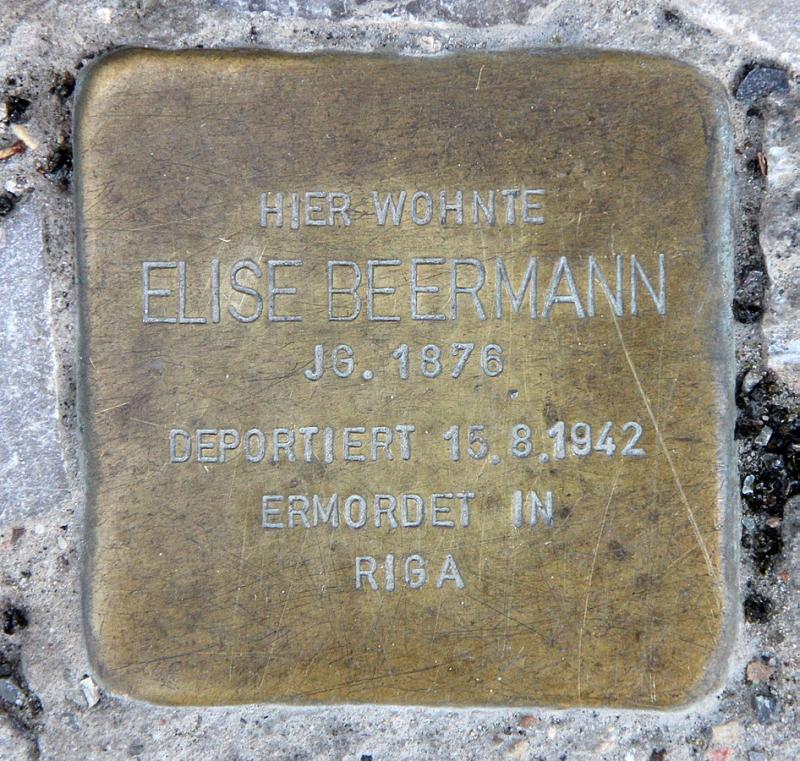 HIER WOHNTE
ELISE BEERMANN
JG. 1876
DEPORTIERT 15.8.1942
ERMORDET IN
RIGA